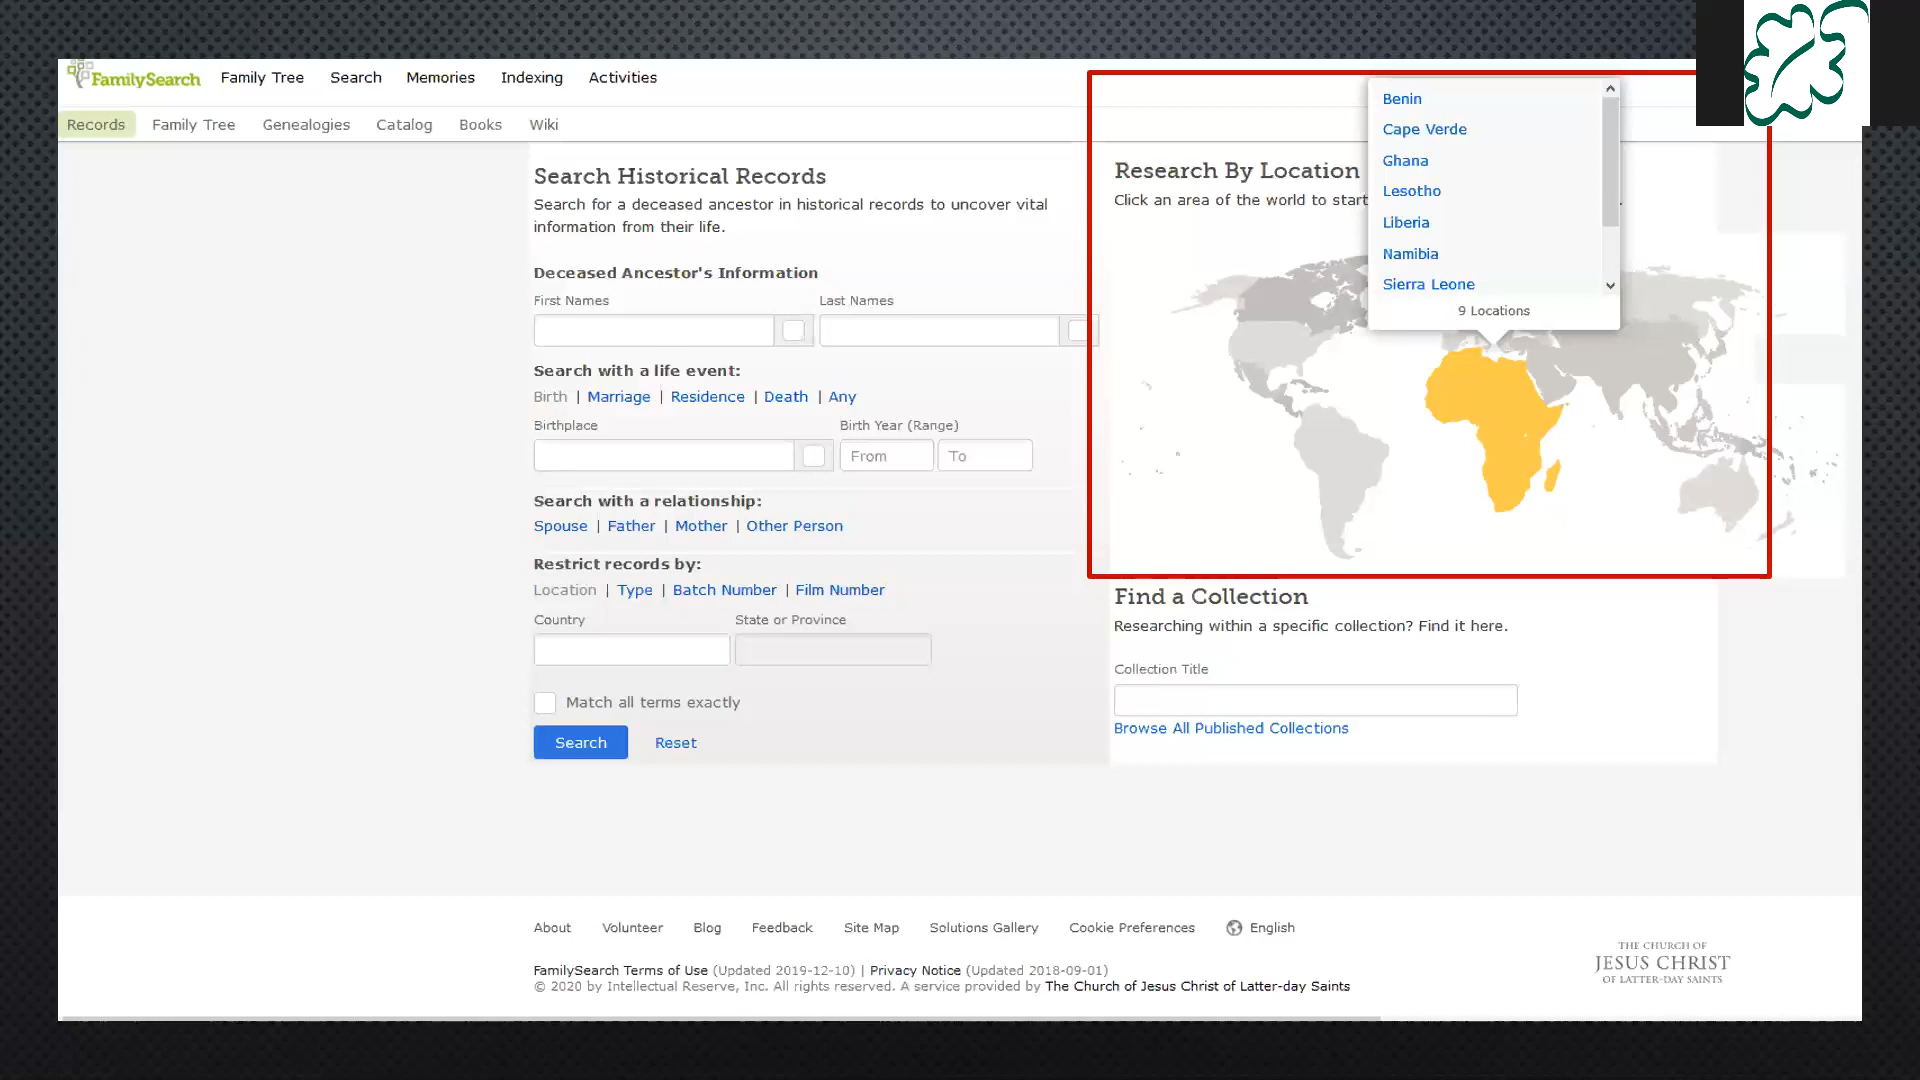 FamilySearch Family Tree Search Memories Indexing Activities
Records Family Tree Genealogies Catalog Books Wiki
Search Historical Records
Search for a deceased ancestor in historical records to uncover vital
information from their life.
Deceased Ancestor's Information
First Names Last Names
Search with a life event:
Birth | Marriage | Residence | Death | Any
Birthplace Birth Year (Range)
From To
Search with a relationship:
Spouse | Father | Mother | Other Person
Restrict records by:
Location | Type | Batch Number | Film Number
Country State or Province
Match all terms exactly
Search Reset
Research By Location
Click an area of the world to start
Benin
Cape Verde
Ghana
Lesotho
Liberia
Namibia
Sierra Leone
9 Locations
Find a Collection
Researching within a specific collection? Find it here.
Collection Title
Browse All Published Collections
About Volunteer Blog Feedback Site Map Solutions Gallery Cookie Preferences English
FamilySearch Terms of Use (Updated 2019-12-10) | Privacy Notice (Updated 2018-09-01)
© 2020 by Intellectual Reserve, Inc. All rights reserved. A service provided by The Church of Jesus Christ of Latter-day Saints
THE CHURCH OF
JESUS CHRIST
OF LATTER-DAY SAINTS